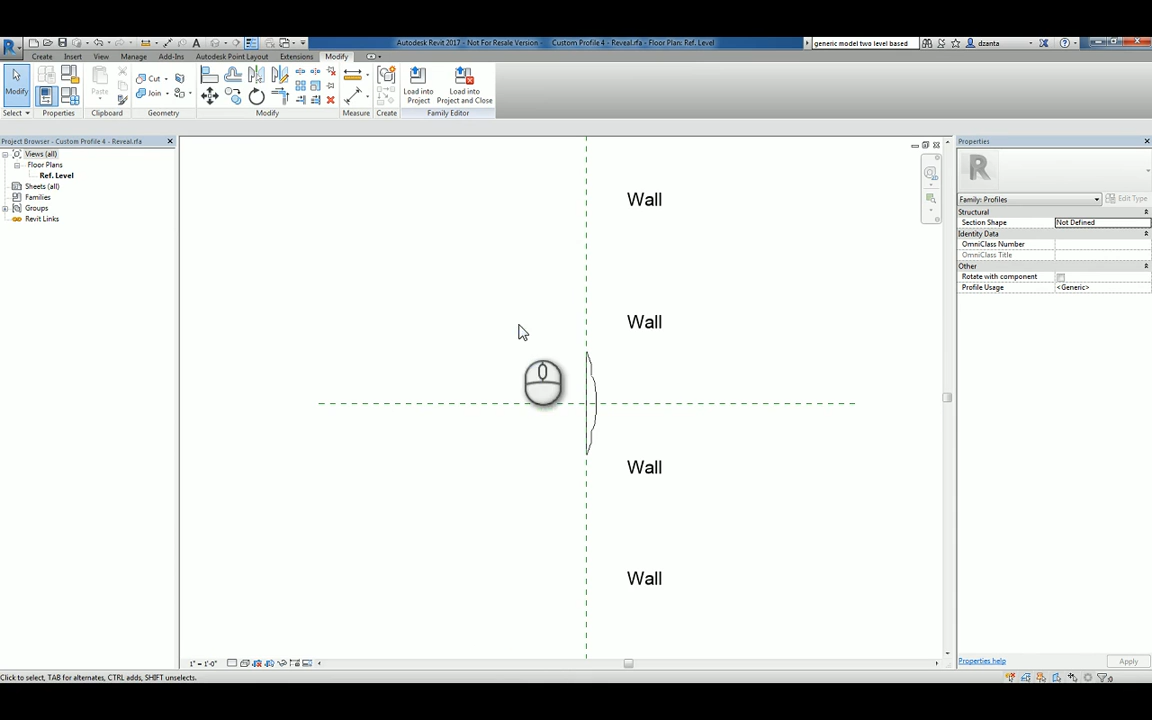 Autodesk Revit 2017 - Not For Resale Version - Custom Profile 4 - Reveal.rfa - Floor Plan: Ref. Level
generic model two level based
dzanta
Create Insert View Manage Add-Ins Autodesk Point Layout Extensions Modify
Modify
Paste
Cut
Join
Load into
Project
Load into
Project and Close
Select
Properties
Clipboard
Geometry
Modify
Measure
Create
Family Editor
Project Browser - Custom Profile 4 - Reveal.rfa
Views (all)
Floor Plans
Ref. Level
Sheets (all)
Families
Groups
Revit Links
Wall
Wall
Wall
Wall
Properties
Family: Profiles
Edit Type
Structural
Section Shape Not Defined
Identity Data
OmniClass Number
OmniClass Title
Other
Rotate with component
Profile Usage <Generic>
Properties help
Apply
1" = 1'-0"
Click to select, TAB for alternates, CTRL adds, SHIFT unselects.
:0